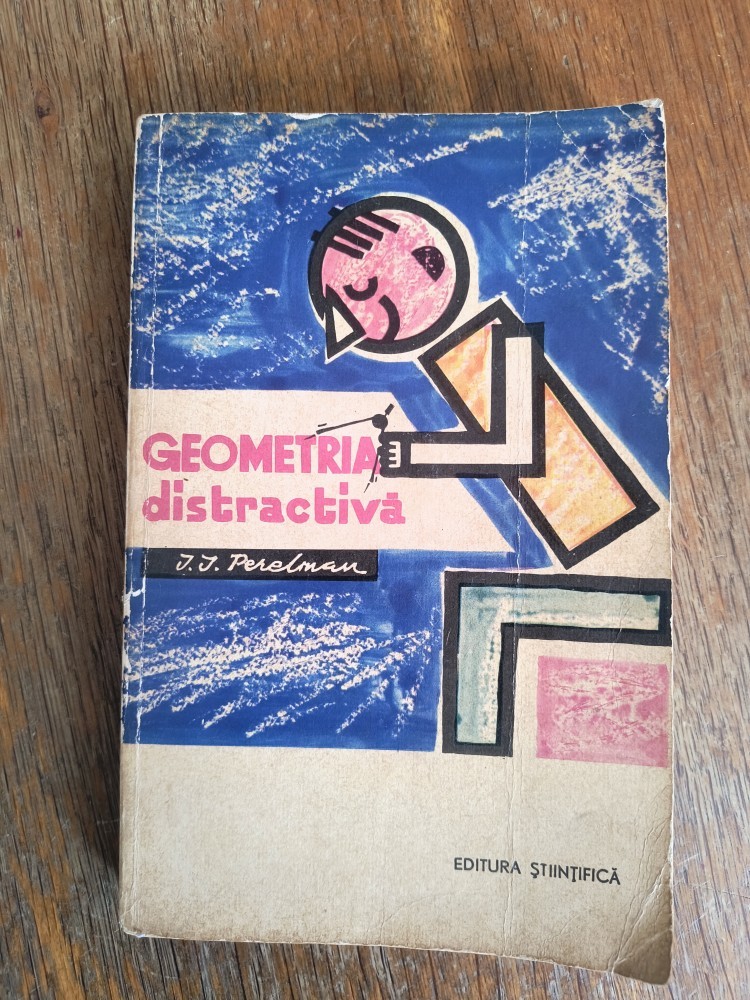 GEOMETRIA
distractivă
J. J. Perelman
EDITURA ŞTIINŢIFICĂ